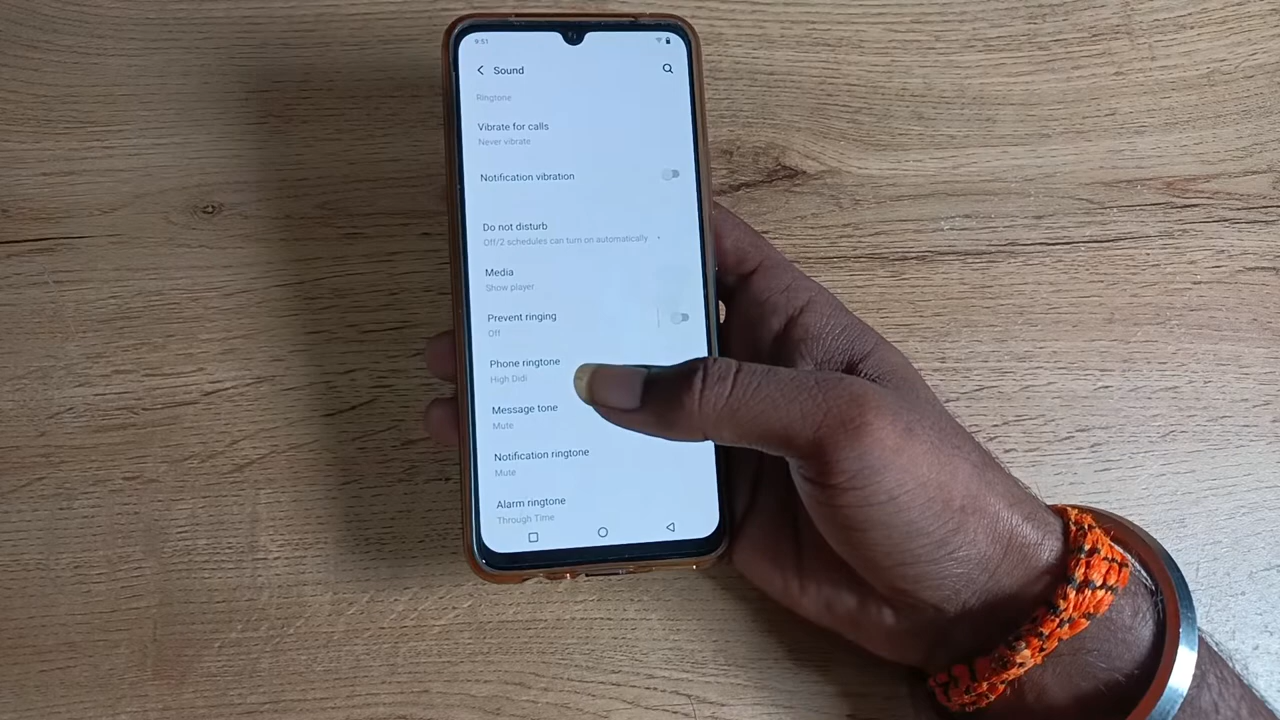 9:51
Sound
Ringtone
Vibrate for calls
Never vibrate
Notification vibration
Do not disturb
Off/2 schedules can turn on automatically
Media
Show player
Prevent ringing
Off
Phone ringtone
High Didi
Message tone
Mute
Notification ringtone
Mute
Alarm ringtone
Through Time